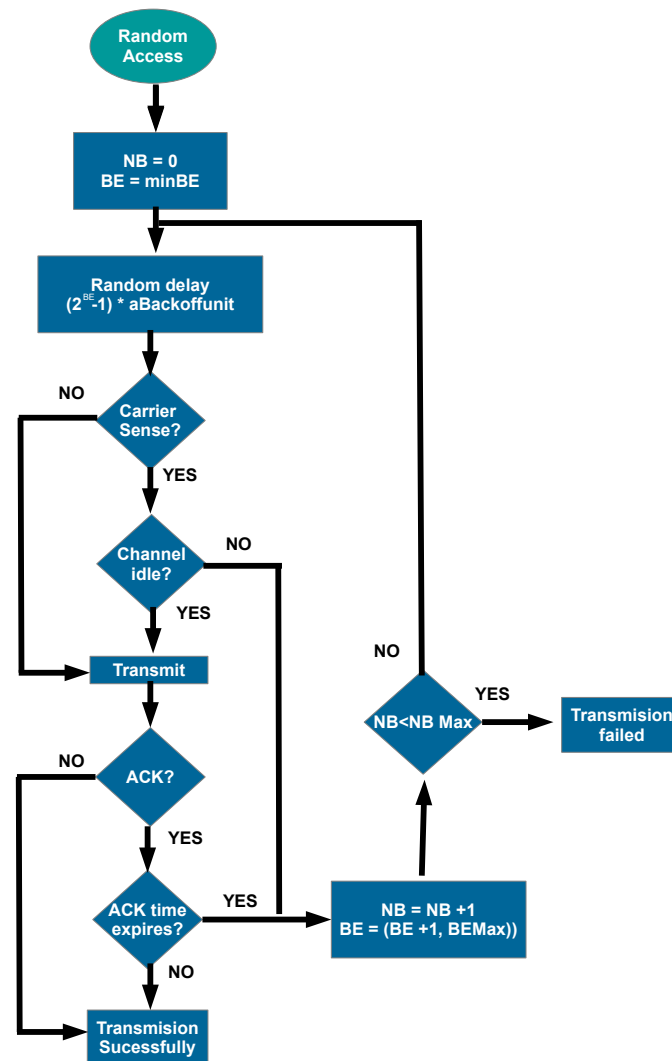 Random
Access
NB = 0
BE = minBE
Random delay
(2^BE-1) * aBackoffunit
NO
Carrier
Sense?
YES
Channel
idle?
NO
YES
Transmit
NO
NB<NB Max
YES
Transmision
failed
NO
ACK?
YES
ACK time
expires?
YES
NB = NB +1
BE = (BE +1, BEMax))
NO
Transmision
Sucessfully